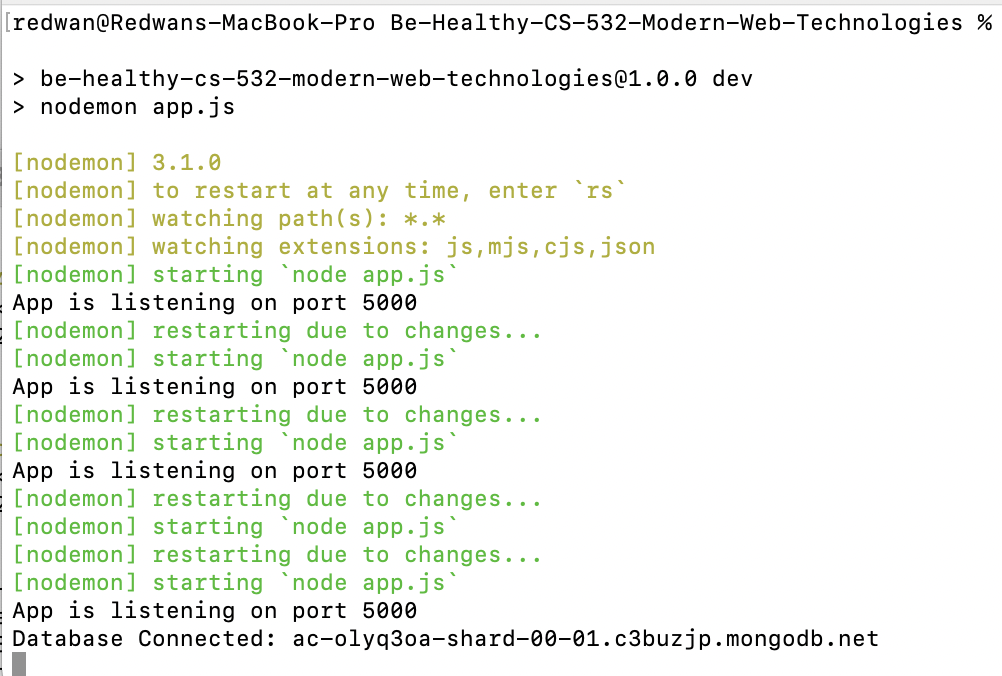 [redwan@Redwans-MacBook-Pro Be-Healthy-CS-532-Modern-Web-Technologies %
> be-healthy-cs-532-modern-web-technologies@1.0.0 dev
> nodemon app.js
[nodemon] 3.1.0
[nodemon] to restart at any time, enter `rs`
[nodemon] watching path(s): *.*
[nodemon] watching extensions: js,mjs,cjs,json
[nodemon] starting `node app.js`
App is listening on port 5000
[nodemon] restarting due to changes...
[nodemon] starting `node app.js`
App is listening on port 5000
[nodemon] restarting due to changes...
[nodemon] starting `node app.js`
App is listening on port 5000
[nodemon] restarting due to changes...
[nodemon] starting `node app.js`
[nodemon] restarting due to changes...
[nodemon] starting `node app.js`
App is listening on port 5000
Database Connected: ac-olyq3oa-shard-00-01.c3buzjp.mongodb.net